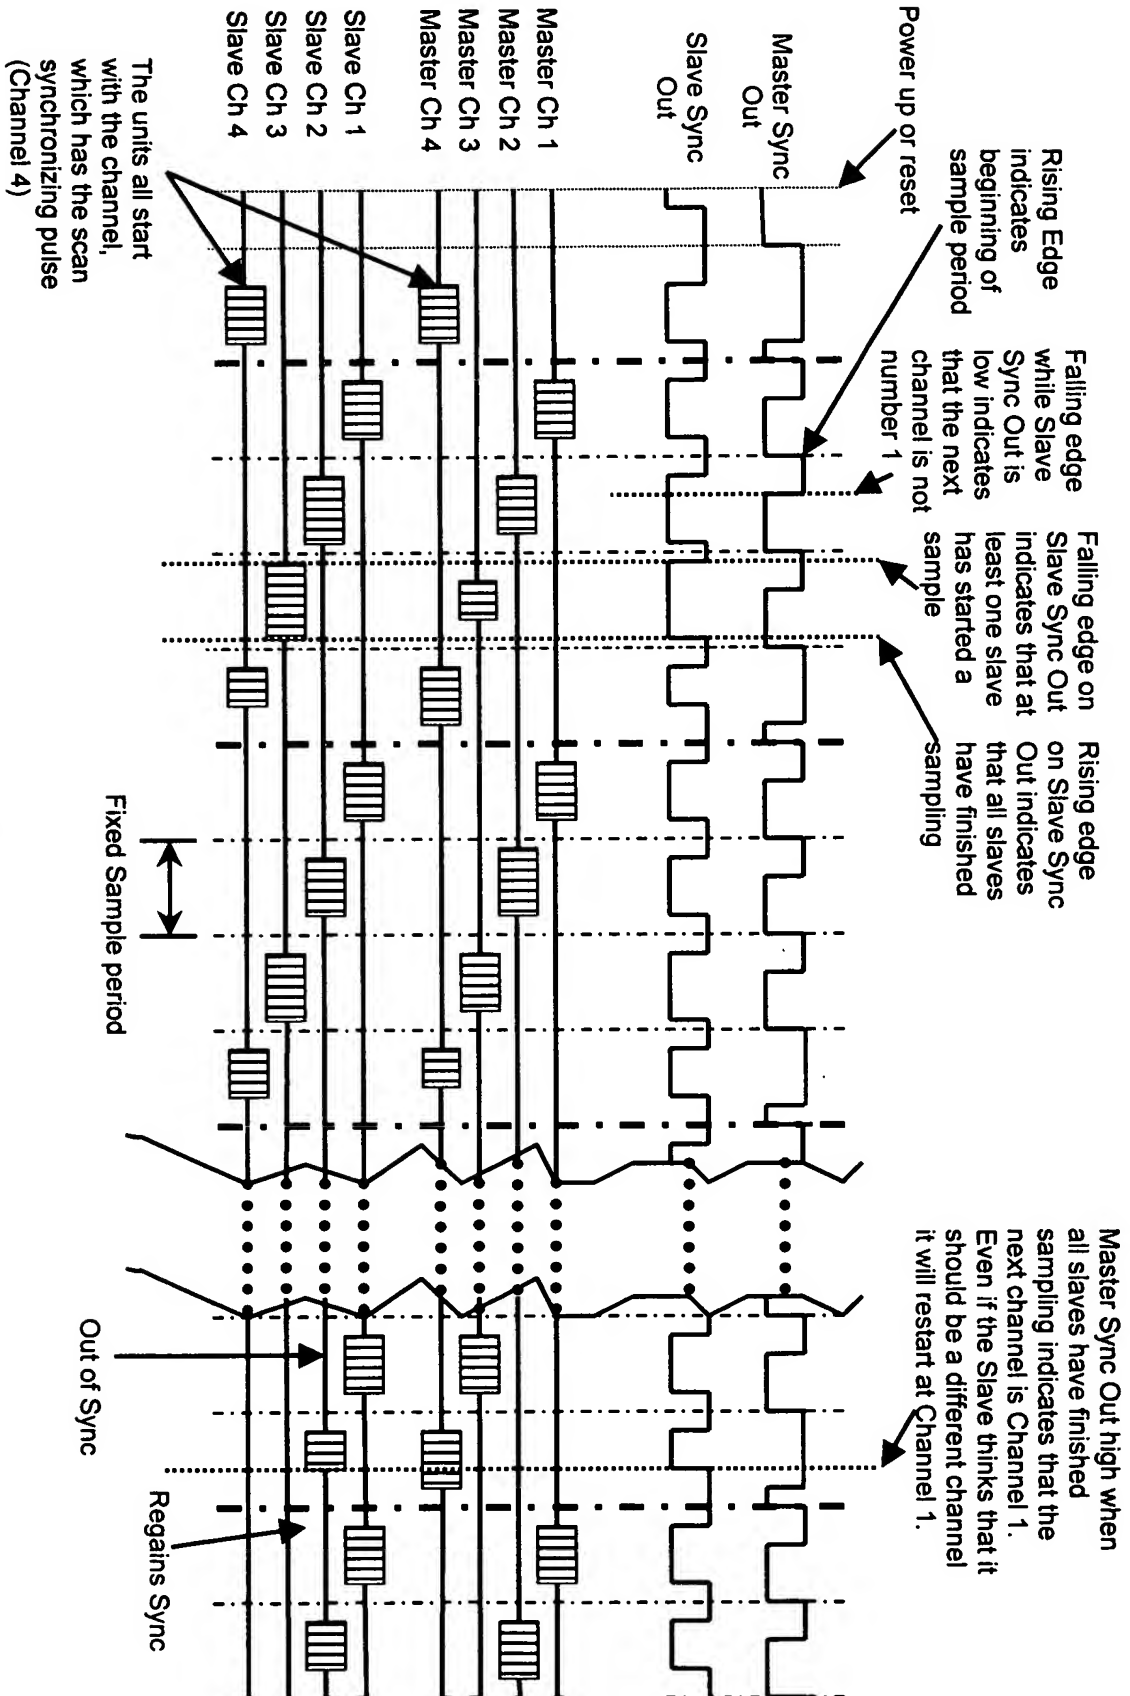 Power up or reset
Rising Edge
indicates
beginning of
sample period
Falling edge
while Slave
Sync Out is
low indicates
that the next
channel is not
number 1
Falling edge on
Slave Sync Out
indicates that at
least one slave
has started a
sample
Rising edge
on Slave Sync
Out indicates
that all slaves
have finished
sampling
Master Sync Out high when
all slaves have finished
sampling indicates that the
next channel is Channel 1.
Even if the Slave thinks that it
should be a different channel
it will restart at Channel 1.
Master Sync
Out
Slave Sync
Out
Master Ch 1
Master Ch 2
Master Ch 3
Master Ch 4
Slave Ch 1
Slave Ch 2
Slave Ch 3
Slave Ch 4
The units all start
with the channel,
which has the scan
synchronizing pulse
(Channel 4)
Fixed Sample period
Out of Sync
Regains Sync